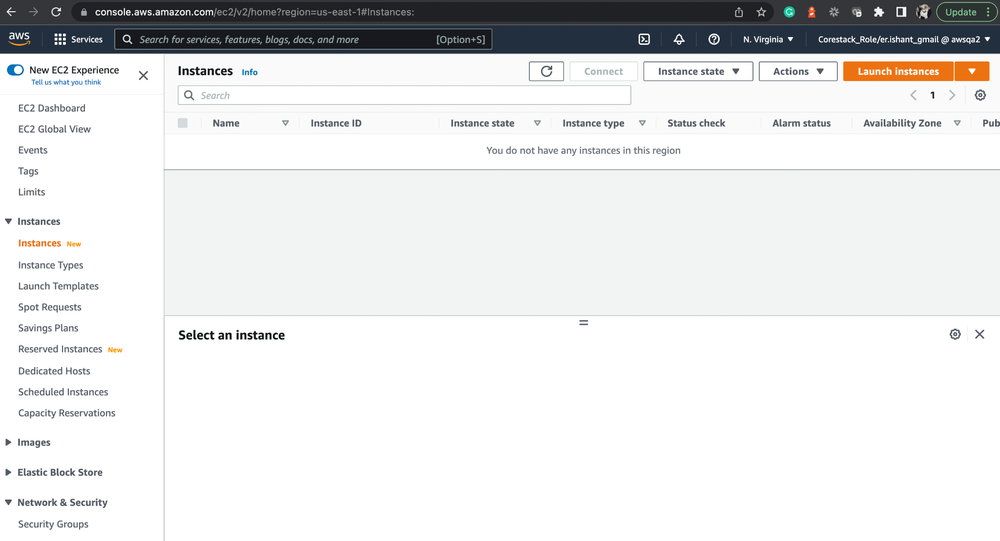 console.aws.amazon.com/ec2/v2/home?region=us-east-1#Instances:
Update
aws
Services
Search for services, features, blogs, docs, and more [Option+S]
N. Virginia
Corestack_Role/er.ishant_gmail @ awsqa2
New EC2 Experience
Tell us what you think
EC2 Dashboard
EC2 Global View
Events
Tags
Limits
Instances
Instances New
Instance Types
Launch Templates
Spot Requests
Savings Plans
Reserved Instances New
Dedicated Hosts
Scheduled Instances
Capacity Reservations
Images
Elastic Block Store
Network & Security
Security Groups
Instances Info
Connect
Instance state
Actions
Launch instances
Search
1
Name Instance ID Instance state Instance type Status check Alarm status Availability Zone Pub
You do not have any instances in this region
Select an instance